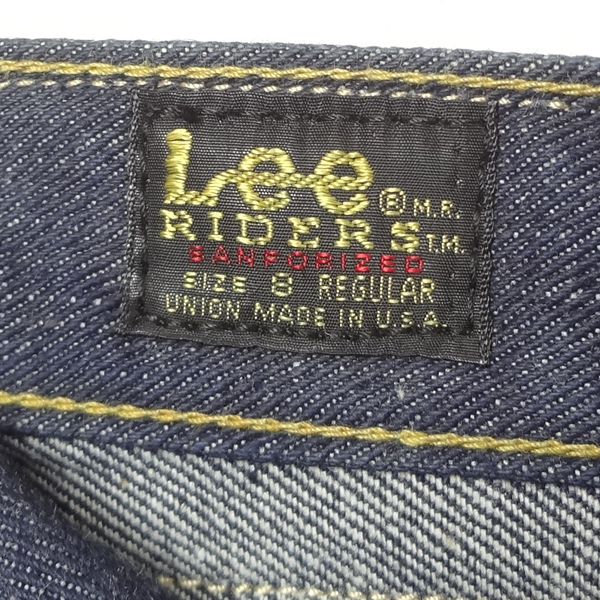 Lee ® M.R.
RIDERS T.M.
SANFORIZED
SIZE 8 REGULAR
UNION MADE IN U.S.A.